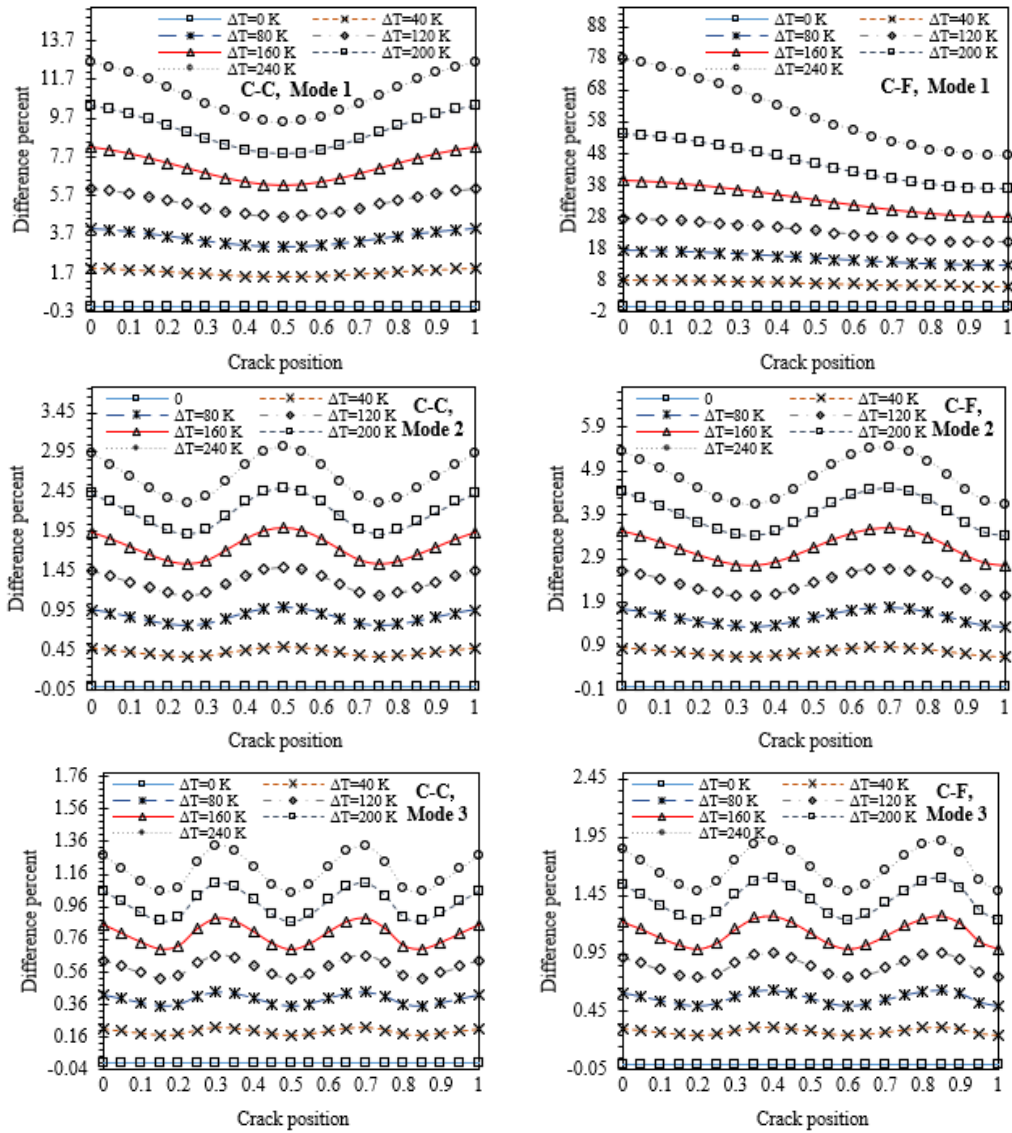 ΔT=0 K ΔT=40 K
ΔT=80 K ΔT=120 K
ΔT=160 K ΔT=200 K
ΔT=240 K
C-C, Mode 1
13.7
11.7
9.7
7.7
5.7
3.7
1.7
-0.3
Difference percent
0 0.1 0.2 0.3 0.4 0.5 0.6 0.7 0.8 0.9 1
Crack position
ΔT=0 K ΔT=40 K
ΔT=80 K ΔT=120 K
ΔT=160 K ΔT=200 K
ΔT=240 K
C-F, Mode 1
88
78
68
58
48
38
28
18
8
-2
Difference percent
0 0.1 0.2 0.3 0.4 0.5 0.6 0.7 0.8 0.9 1
Crack position
0 ΔT=40 K
ΔT=80 K ΔT=120 K
ΔT=160 K ΔT=200 K
ΔT=240 K
C-C,
Mode 2
3.45
2.95
2.45
1.95
1.45
0.95
0.45
-0.05
Difference percent
0 0.1 0.2 0.3 0.4 0.5 0.6 0.7 0.8 0.9 1
Crack position
0 ΔT=40 K
ΔT=80 K ΔT=120 K
ΔT=160 K ΔT=200 K
ΔT=240 K
C-F,
Mode 2
5.9
4.9
3.9
2.9
1.9
0.9
-0.1
Difference percent
0 0.1 0.2 0.3 0.4 0.5 0.6 0.7 0.8 0.9 1
Crack position
ΔT=0 K ΔT=40 K
ΔT=80 K ΔT=120 K
ΔT=160 K ΔT=200 K
ΔT=240 K
C-C,
Mode 3
1.76
1.56
1.36
1.16
0.96
0.76
0.56
0.36
0.16
-0.04
Difference percent
0 0.1 0.2 0.3 0.4 0.5 0.6 0.7 0.8 0.9 1
Crack position
ΔT=0 K ΔT=40 K
ΔT=80 K ΔT=120 K
ΔT=160 K ΔT=200 K
ΔT=240 K
C-F,
Mode 3
2.45
1.95
1.45
0.95
0.45
-0.05
Difference percent
0 0.1 0.2 0.3 0.4 0.5 0.6 0.7 0.8 0.9 1
Crack position